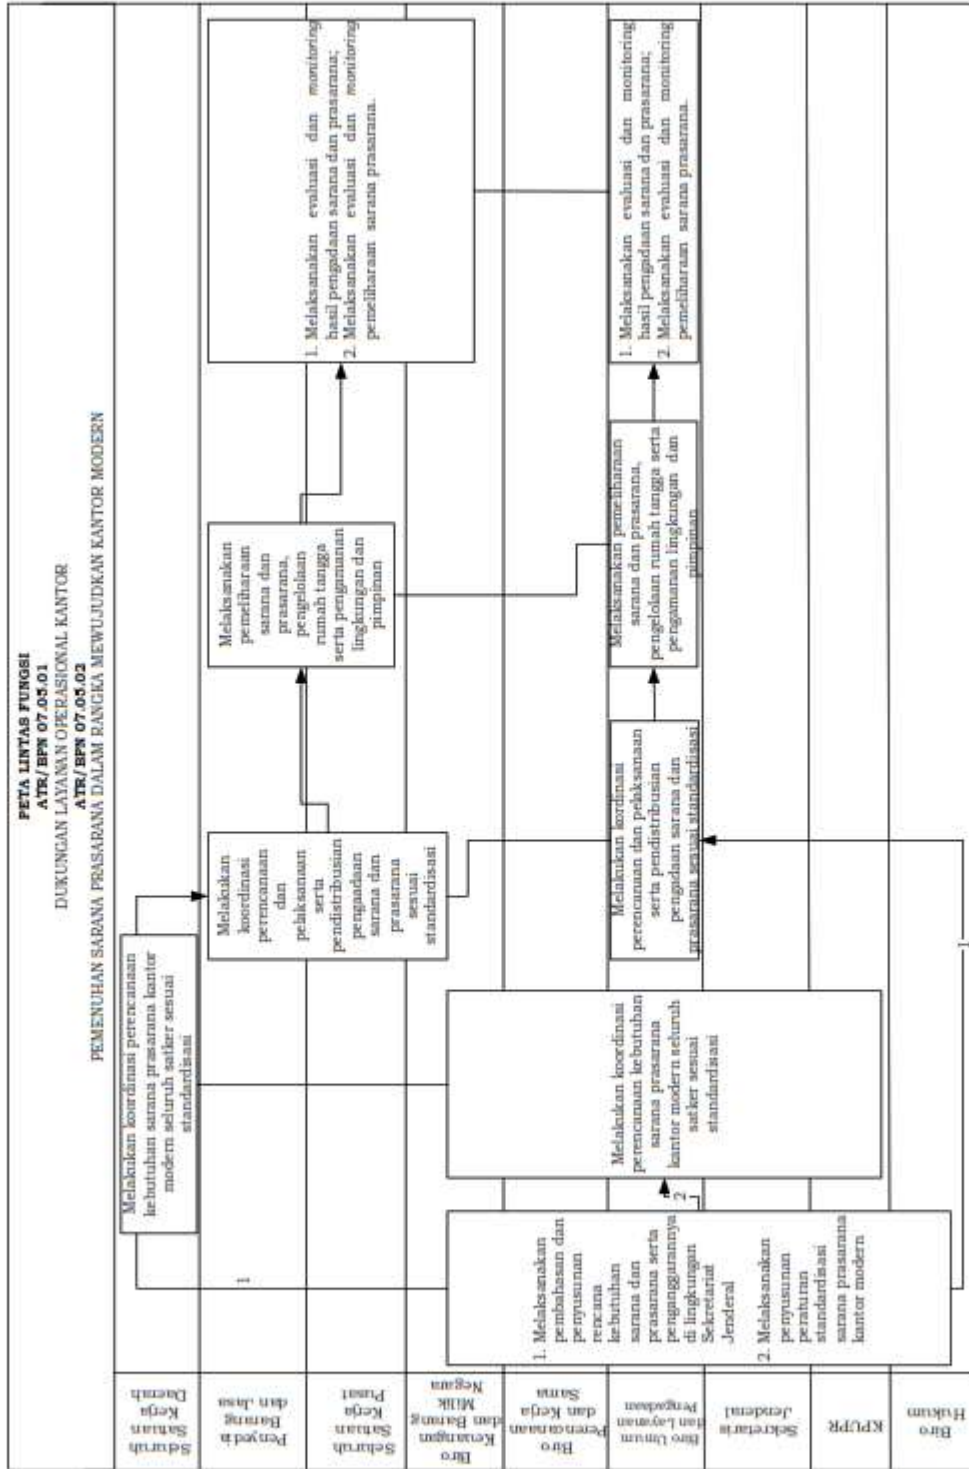 PETA LINTAS FUNGSI
ATR/BPN 07.05.01
DUKUNGAN LAYANAN OPERASIONAL KANTOR
ATR/BPN 07.05.02
PEMENUHAN SARANA PRASARANA DALAM RANGKA MEWUJUDKAN KANTOR MODERN
Seluruh
Satuan
Kerja
Daerah
Melakukan koordinasi perencanaan
kebutuhan sarana prasarana kantor
modern seluruh satker sesuai
standardisasi
Penyedia
Barang
dan Jasa
1
Melakukan
koordinasi
perencanaan
dan
pelaksanaan
serta
pendistribusian
pengaadaan
sarana dan
prasarana
sesuai
standardisasi
Melaksanakan
pemeliharaan
sarana dan
prasarana,
pengelolaan
rumah tangga
serta pengamanan
lingkungan dan
pimpinan
1. Melaksanakan evaluasi dan monitoring
hasil pengadaan sarana dan prasarana;
2. Melaksanakan evaluasi dan monitoring
pemeliharaan sarana prasarana.
Seluruh
Satuan
Kerja
Pusat
Biro
Keuangan
dan Barang
Milik
Negara
Biro
Perencanaan
dan Kerja
Sama
Biro Umum
dan Layanan
Pengadaan
1. Melaksanakan
pembahasan dan
penyusunan
rencana
kebutuhan
sarana dan
prasarana serta
penganggarannya
di lingkungan
Sekretariat
Jenderal
2. Melaksanakan
penyusunan
peraturan
standardisasi
sarana prasarana
kantor modern
2
Melakukan koordinasi
perencanaan kebutuhan
sarana prasarana
kantor modern seluruh
satker sesuai
standardisasi
Melakukan kordinasi
perencanaan dan pelaksanaan
serta pendistribusian
pengadaan sarana dan
prasarana sesuai standardisasi
Melaksanakan pemeliharaan
sarana dan prasarana,
pengelolaan rumah tangga serta
pengamanan lingkungan dan
pimpinan
1. Melaksanakan evaluasi dan monitoring
hasil pengadaan sarana dan prasarana;
2. Melaksanakan evaluasi dan monitoring
pemeliharaan sarana prasarana.
Sekretaris
Jenderal
KPUPR
Biro
Hukum
1